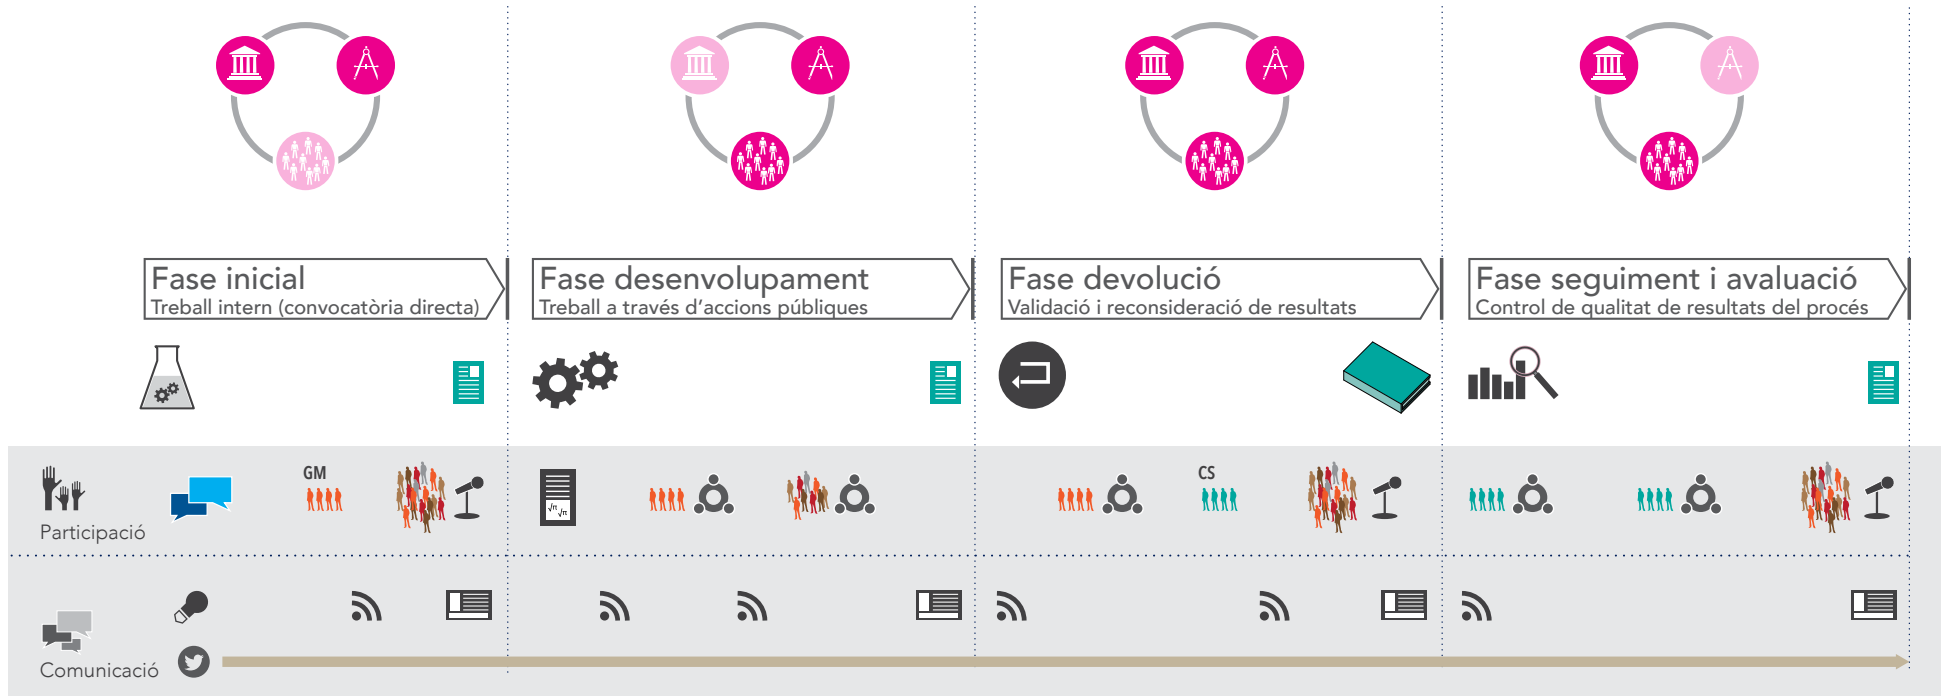 Fase inicial
Treball intern (convocatòria directa)
Fase desenvolupament
Treball a través d'accions públiques
Fase devolució
Validació i reconsideració de resultats
Fase seguiment i avaluació
Control de qualitat de resultats del procés
GM
CS
√π
√π
Participació
Comunicació